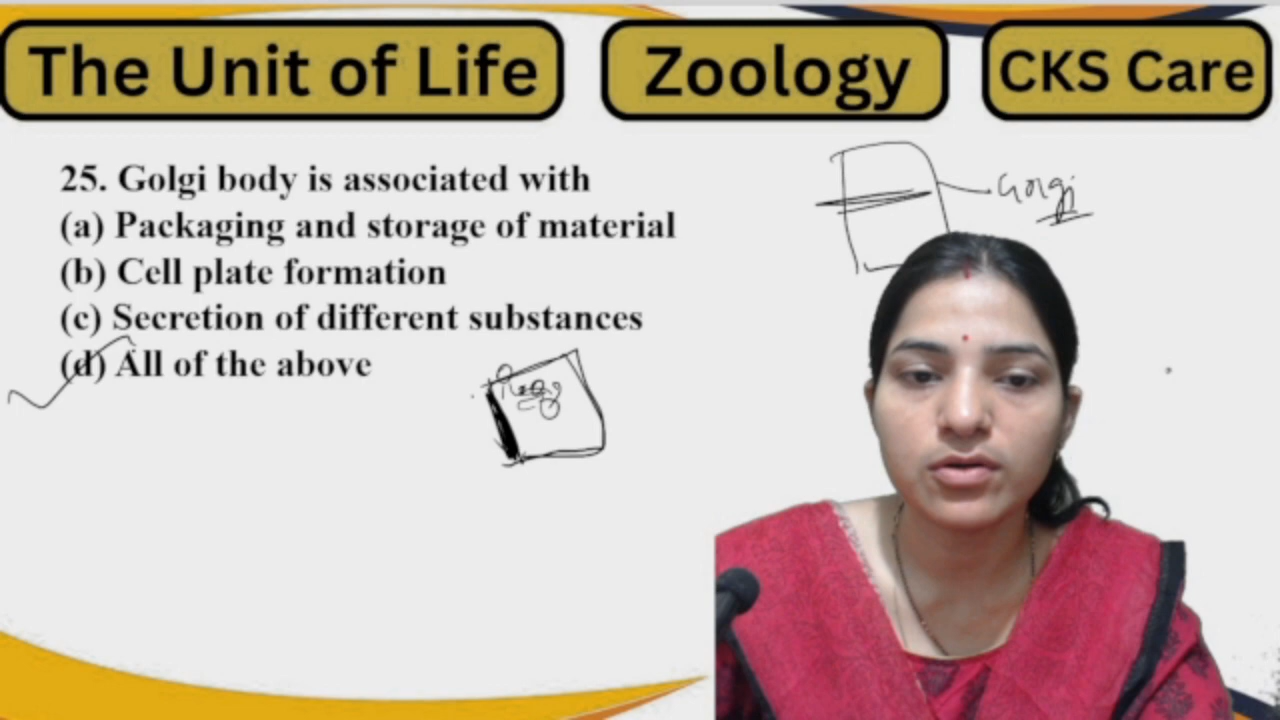 The Unit of Life
Zoology
CKS Care
25. Golgi body is associated with
(a) Packaging and storage of material
(b) Cell plate formation
(c) Secretion of different substances
(d) All of the above
Golgi